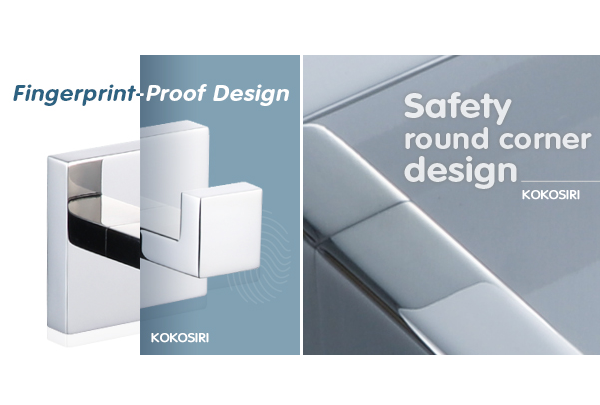 Fingerprint-Proof Design
KOKOSIRI
Safety
round corner
design
KOKOSIRI